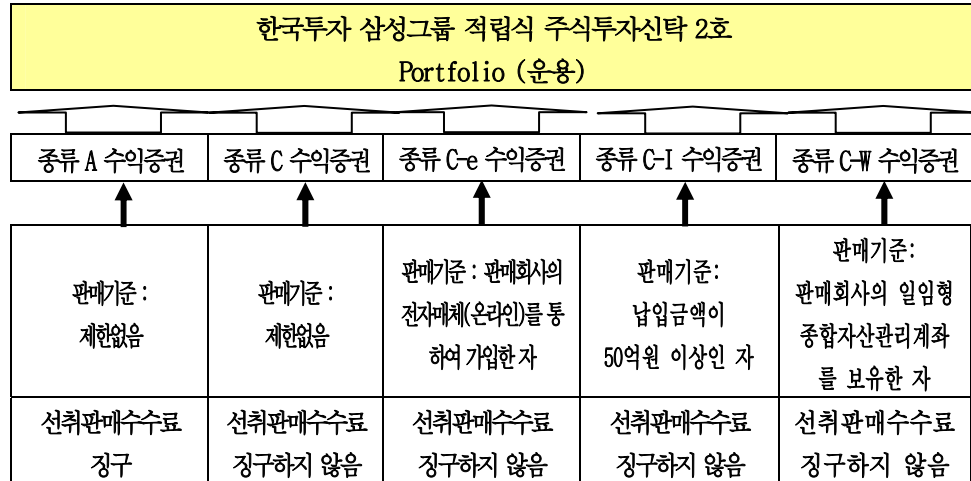 한국투자 삼성그룹 적립식 주식투자신탁 2호
Portfolio (운용)
종류 A 수익증권
종류 C 수익증권
종류 C-e 수익증권
종류 C-I 수익증권
종류 C-W 수익증권
판매기준 :
제한없음
판매기준 :
제한없음
판매기준 : 판매회사의
전자매체(온라인)를 통
하여 가입한 자
판매기준:
납입금액이
50억원 이상인 자
판매기준:
판매회사의 일임형
종합자산관리계좌
를 보유한 자
선취판매수수료
징구
선취판매수수료
징구하지 않음
선취판매수수료
징구하지 않음
선취판매수수료
징구하지 않음
선취판매수수료
징구하지 않음